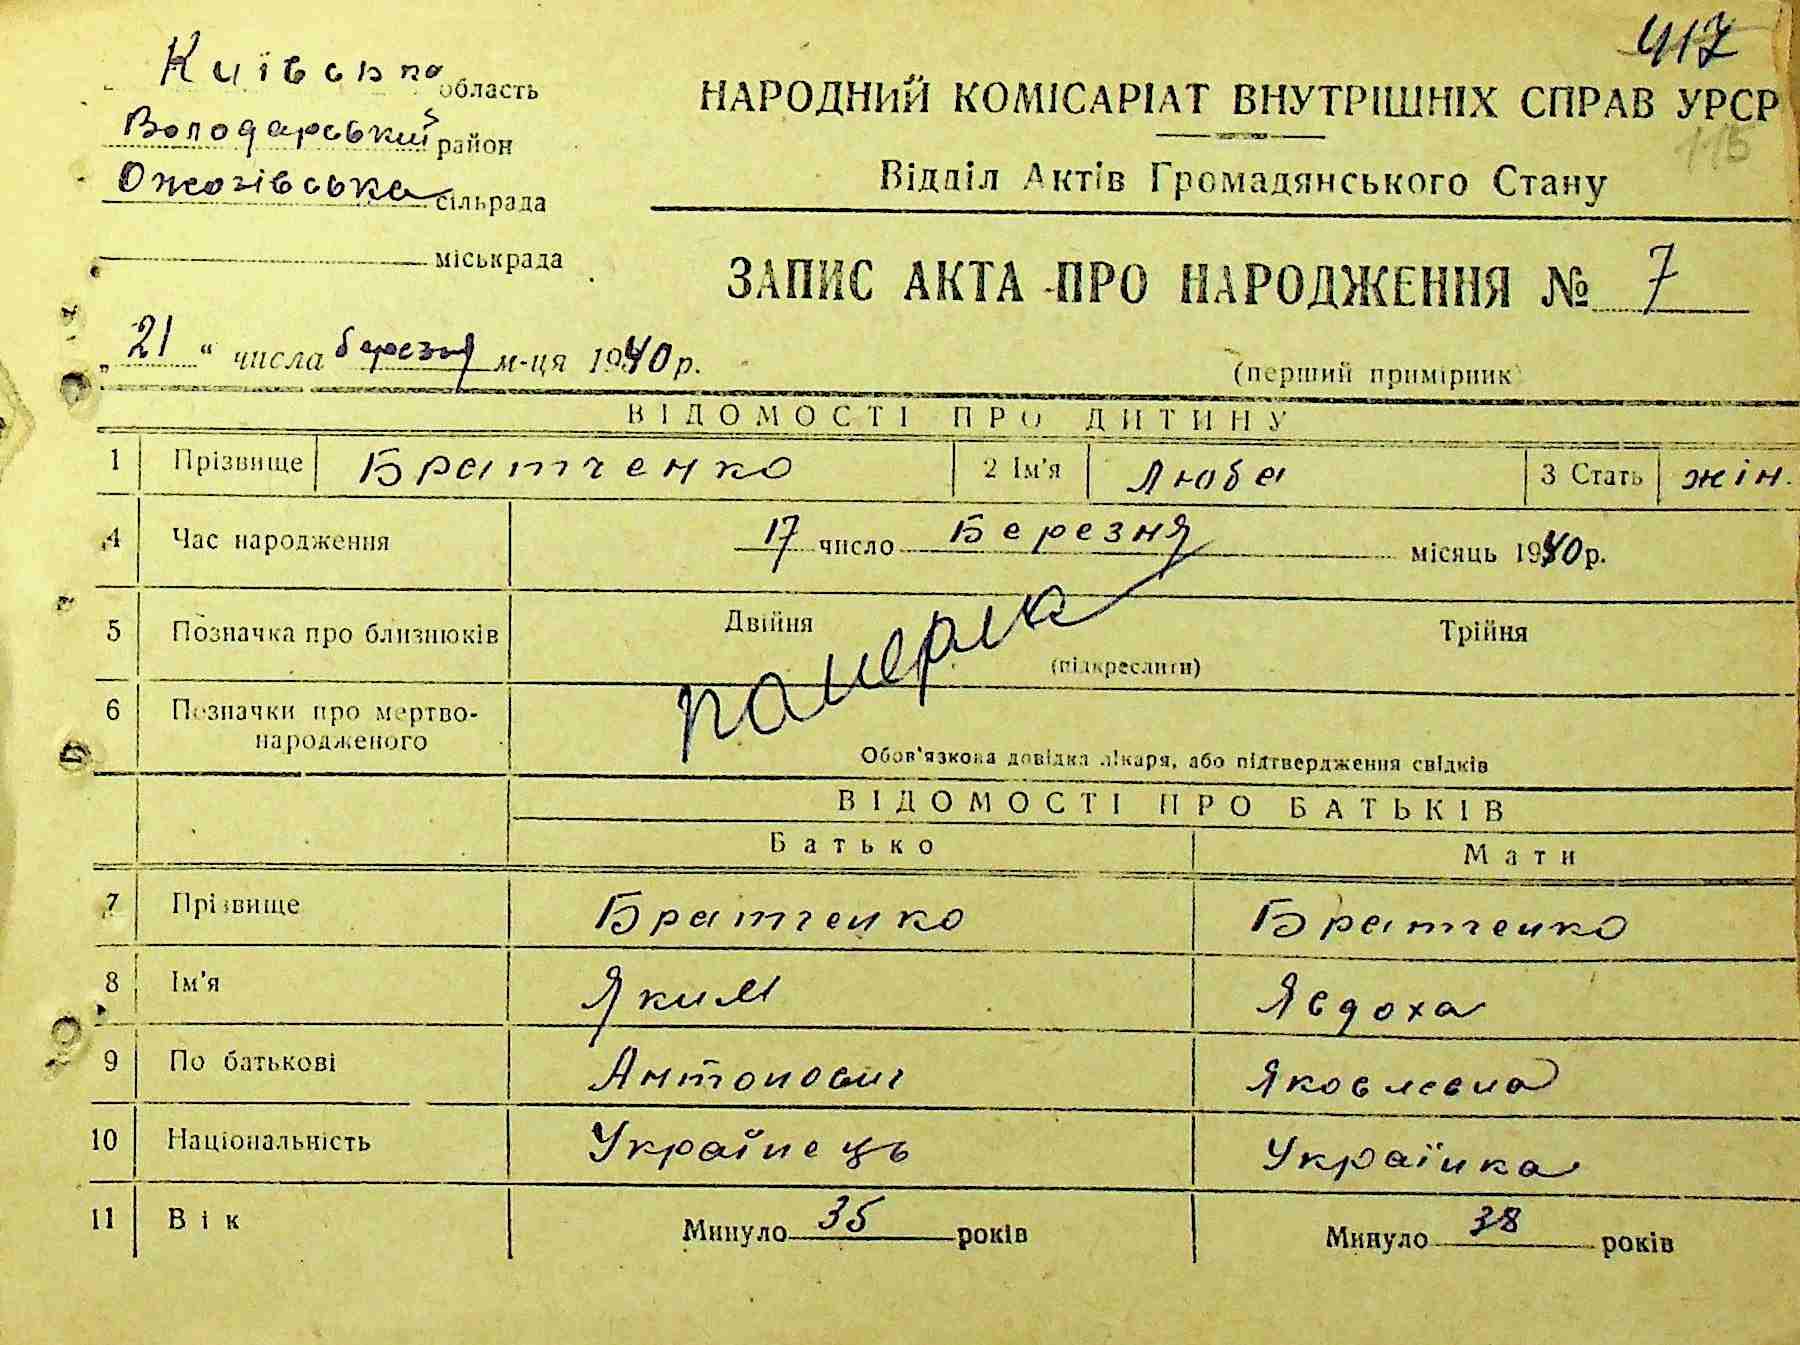 417
Київська область
Володарський район
Ожогівська сільрада
міськрада
НАРОДНИЙ КОМІСАРІАТ ВНУТРІШНІХ СПРАВ УРСР
115
Відділ Актів Громадянського Стану
ЗАПИС АКТА ПРО НАРОДЖЕННЯ № 7
„21“ числа березня м-ця 1940 р.
(перший примірник)
ВІДОМОСТІ ПРО ДИТИНУ
1 Прізвище Братченко 2 Ім'я Люба 3 Стать жін.
4 Час народження 17 число Березня місяць 1940 р.
5 Позначка про близнюків Двійня Трійня
(підкреслити)
померла
6 Позначки про мертво-
народженого
Обов'язкова довідка лікаря, або підтвердження свідків
ВІДОМОСТІ ПРО БАТЬКІВ
Батько Мати
7 Прізвище Братченко Братченко
8 Ім'я Яким Явдоха
9 По батькові Антонович Яковлевна
10 Національність Українець Українка
11 Вік Минуло 35 років Минуло 38 років